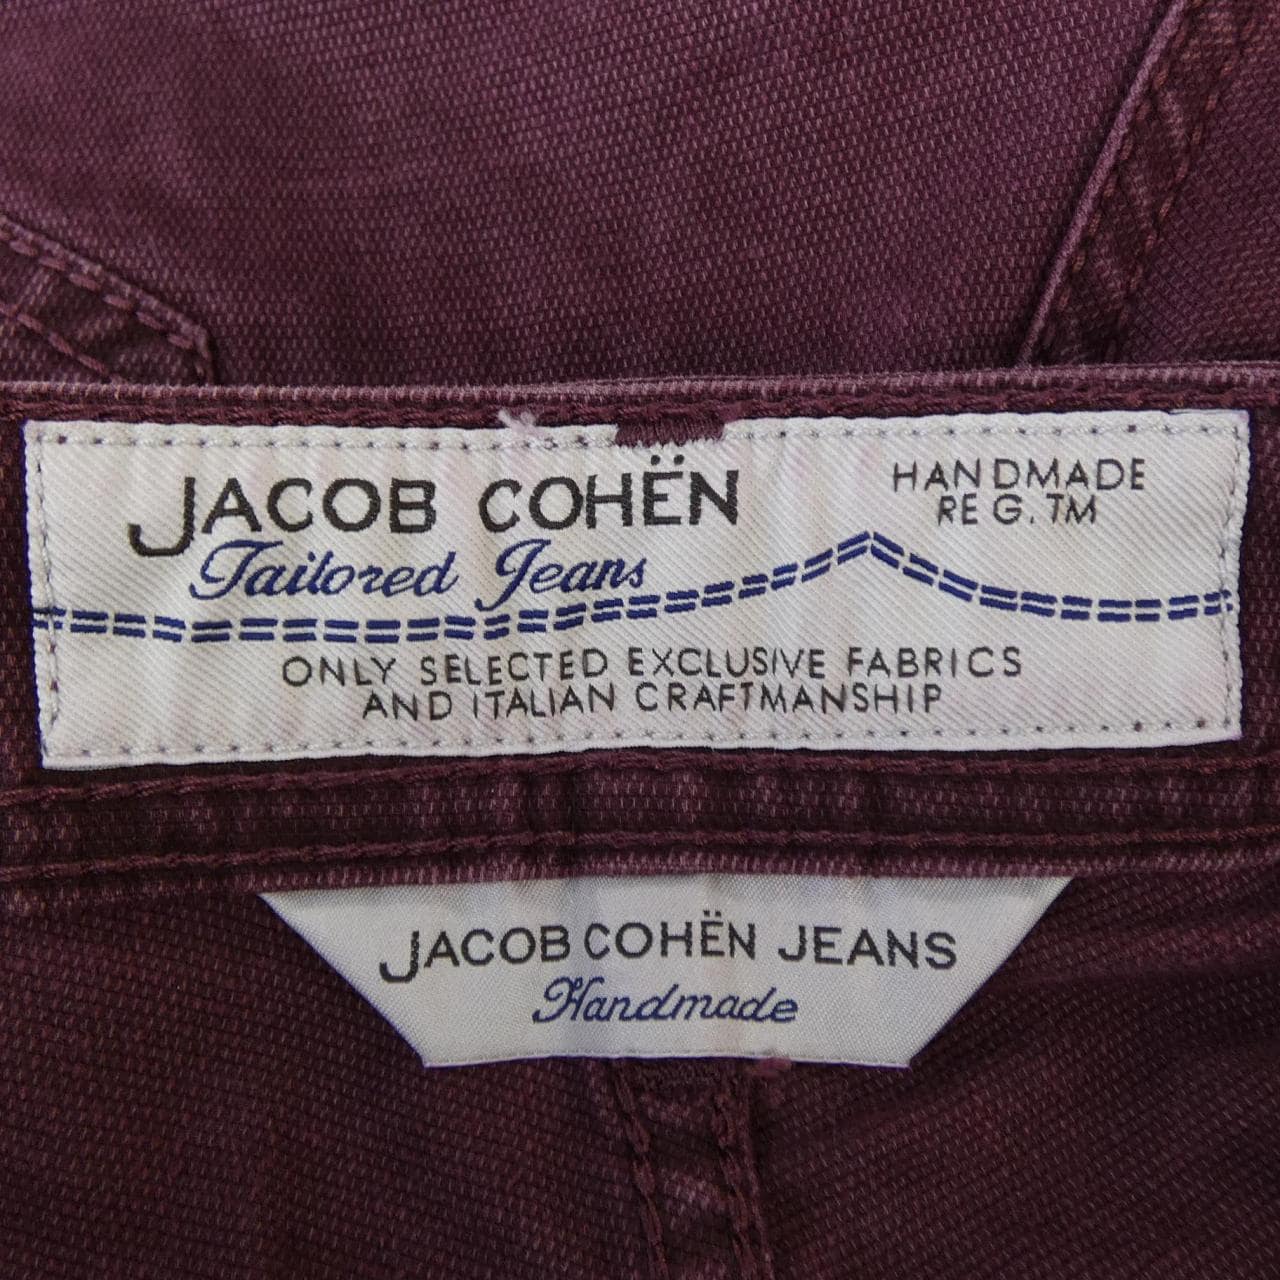 JACOB COHËN
HANDMADE
REG.TM
Tailored Jeans
ONLY SELECTED EXCLUSIVE FABRICS
AND ITALIAN CRAFTMANSHIP
JACOB COHËN JEANS
Handmade